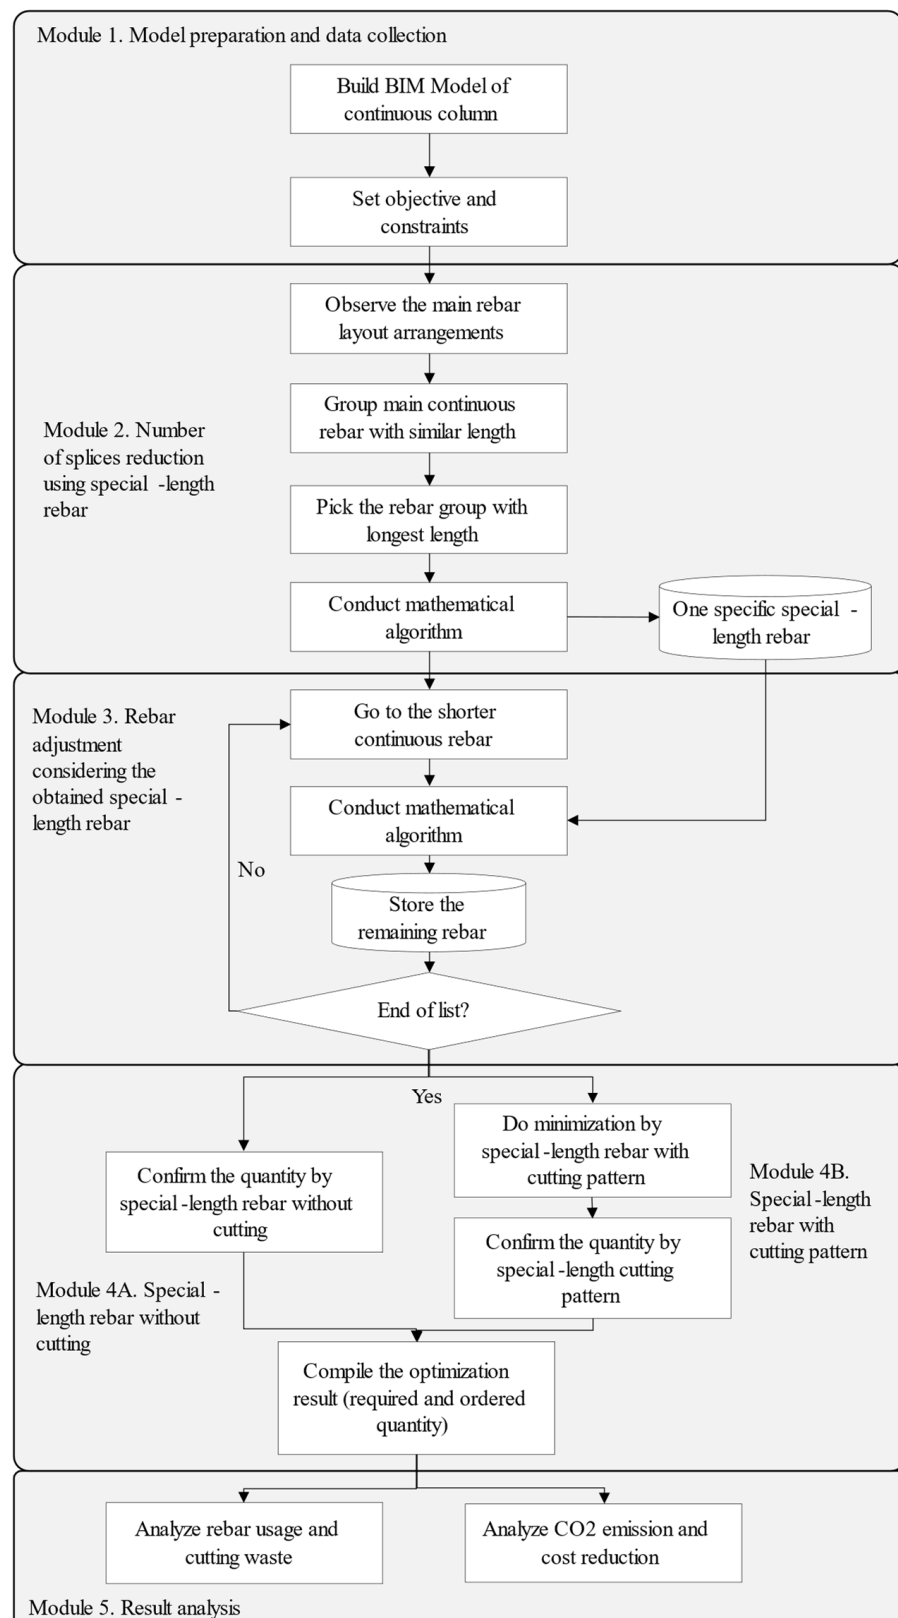 Module 1. Model preparation and data collection
Build BIM Model of
continuous column
Set objective and
constraints
Observe the main rebar
layout arrangements
Group main continuous
rebar with similar length
Module 2. Number
of splices reduction
using special -length
rebar
Pick the rebar group with
longest length
Conduct mathematical
algorithm
One specific special -
length rebar
Module 3. Rebar
adjustment
considering the
obtained special -
length rebar
Go to the shorter
continuous rebar
Conduct mathematical
algorithm
No
Store the
remaining rebar
End of list?
Yes
Do minimization by
special -length rebar with
cutting pattern
Confirm the quantity by
special -length rebar without
cutting
Module 4B.
Special -length
rebar with
cutting pattern
Confirm the quantity by
special -length cutting
pattern
Module 4A. Special -
length rebar without
cutting
Compile the optimization
result (required and ordered
quantity)
Analyze rebar usage and
cutting waste
Analyze CO2 emission and
cost reduction
Module 5. Result analysis